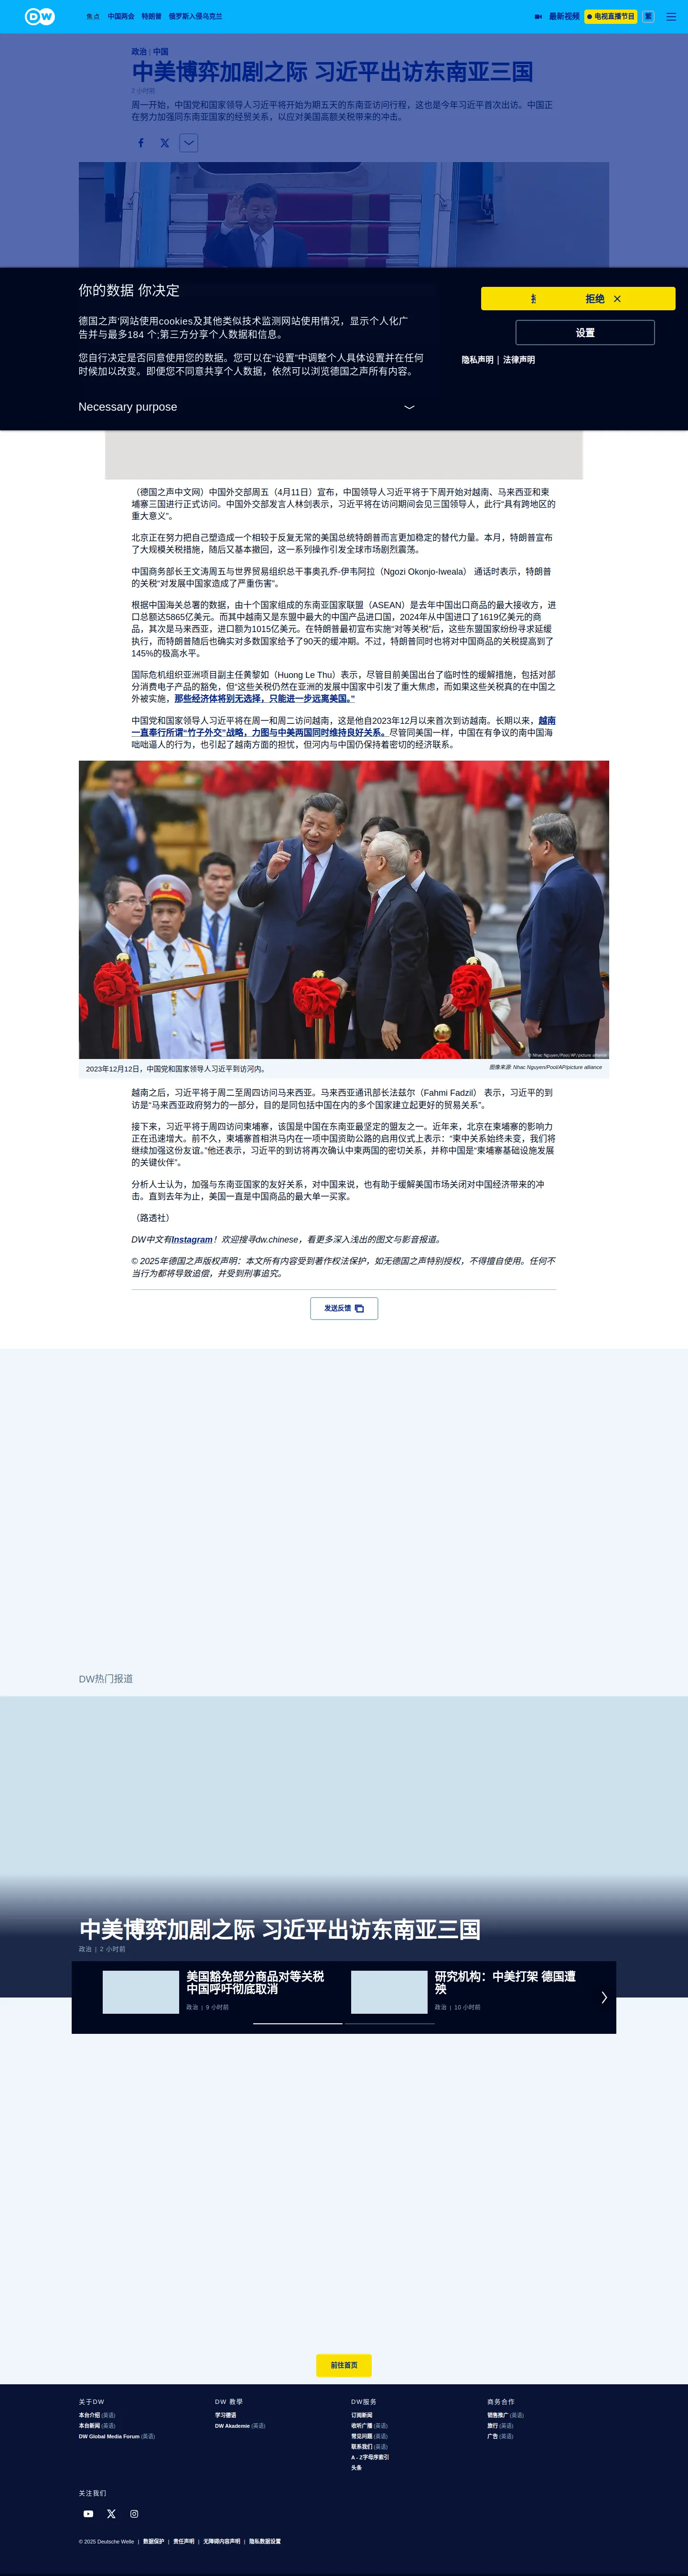 DW
焦点
中国两会
特朗普
俄罗斯入侵乌克兰
最新视频
电视直播节目
繁
政治 | 中国
中美博弈加剧之际 习近平出访东南亚三国
2 小时前
周一开始，中国党和国家领导人习近平将开始为期五天的东南亚访问行程，这也是今年习近平首次出访。中国正
在努力加强同东南亚国家的经贸关系，以应对美国高额关税带来的冲击。
你的数据 你决定
德国之声'网站使用cookies及其他类似技术监测网站使用情况，显示个人化广
告并与最多184 个;第三方分享个人数据和信息。
您自行决定是否同意使用您的数据。您可以在"设置"中调整个人具体设置并在任何
时候加以改变。即便您不同意共享个人数据，依然可以浏览德国之声所有内容。
Necessary purpose
拒绝
设置
隐私声明 | 法律声明
（德国之声中文网）中国外交部周五（4月11日）宣布，中国领导人习近平将于下周开始对越南、马来西亚和柬
埔寨三国进行正式访问。中国外交部发言人林剑表示，习近平将在访问期间会见三国领导人，此行“具有跨地区的
重大意义”。
北京正在努力把自己塑造成一个相较于反复无常的美国总统特朗普而言更加稳定的替代力量。本月，特朗普宣布
了大规模关税措施，随后又基本撤回，这一系列操作引发全球市场剧烈震荡。
中国商务部长王文涛周五与世界贸易组织总干事奥孔乔-伊韦阿拉（Ngozi Okonjo-Iweala） 通话时表示，特朗普
的关税“对发展中国家造成了严重伤害”。
根据中国海关总署的数据，由十个国家组成的东南亚国家联盟（ASEAN）是去年中国出口商品的最大接收方，进
口总额达5865亿美元。而其中越南又是东盟中最大的中国产品进口国，2024年从中国进口了1619亿美元的商
品，其次是马来西亚，进口额为1015亿美元。在特朗普最初宣布实施“对等关税”后，这些东盟国家纷纷寻求延缓
执行，而特朗普随后也确实对多数国家给予了90天的缓冲期。不过，特朗普同时也将对中国商品的关税提高到了
145%的极高水平。
国际危机组织亚洲项目副主任黄黎如（Huong Le Thu）表示，尽管目前美国出台了临时性的缓解措施，包括对部
分消费电子产品的豁免，但“这些关税仍然在亚洲的发展中国家中引发了重大焦虑，而如果这些关税真的在中国之
外被实施，那些经济体将别无选择，只能进一步远离美国。”
中国党和国家领导人习近平将在周一和周二访问越南，这是他自2023年12月以来首次到访越南。长期以来，越南
一直奉行所谓“竹子外交”战略，力图与中美两国同时维持良好关系。尽管同美国一样，中国在有争议的南中国海
咄咄逼人的行为，也引起了越南方面的担忧，但河内与中国仍保持着密切的经济联系。
© Nhac Nguyen/Pool/AP/picture alliance
2023年12月12日，中国党和国家领导人习近平到访河内。
图像来源: Nhac Nguyen/Pool/AP/picture alliance
越南之后，习近平将于周二至周四访问马来西亚。马来西亚通讯部长法兹尔（Fahmi Fadzil） 表示，习近平的到
访是“马来西亚政府努力的一部分，目的是同包括中国在内的多个国家建立起更好的贸易关系”。
接下来，习近平将于周四访问柬埔寨，该国是中国在东南亚最坚定的盟友之一。近年来，北京在柬埔寨的影响力
正在迅速增大。前不久，柬埔寨首相洪马内在一项中国资助公路的启用仪式上表示：“柬中关系始终未变，我们将
继续加强这份友谊。”他还表示，习近平的到访将再次确认中柬两国的密切关系，并称中国是“柬埔寨基础设施发展
的关键伙伴”。
分析人士认为，加强与东南亚国家的友好关系，对中国来说，也有助于缓解美国市场关闭对中国经济带来的冲
击。直到去年为止，美国一直是中国商品的最大单一买家。
（路透社）
DW中文有Instagram！欢迎搜寻dw.chinese，看更多深入浅出的图文与影音报道。
© 2025年德国之声版权声明：本文所有内容受到著作权法保护，如无德国之声特别授权，不得擅自使用。任何不
当行为都将导致追偿，并受到刑事追究。
发送反馈
DW热门报道
中美博弈加剧之际 习近平出访东南亚三国
政治 | 2 小时前
美国豁免部分商品对等关税
中国呼吁彻底取消
政治 | 9 小时前
研究机构：中美打架 德国遭
殃
政治 | 10 小时前
前往首页
关于DW
本台介绍 (英语)
本台新闻 (英语)
DW Global Media Forum (英语)
DW 教學
学习德语
DW Akademie (英语)
DW服务
订阅新闻
收听广播 (英语)
常见问题 (英语)
联系我们 (英语)
A - Z字母序索引
头条
商务合作
销售推广 (英语)
旅行 (英语)
广告 (英语)
关注我们
© 2025 Deutsche Welle | 数据保护 | 责任声明 | 无障碍内容声明 | 隐私数据设置